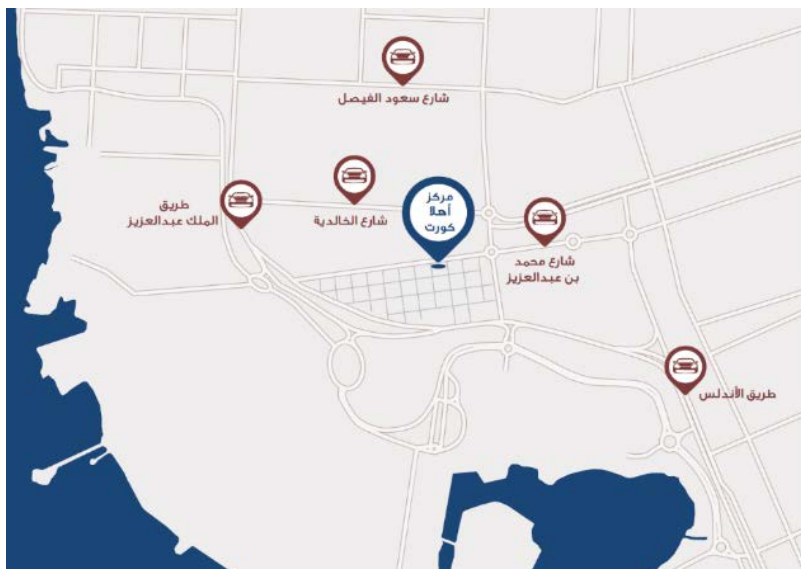 شارع سعود الفيصل
مركز
أهلا
كورت
طريق
الملك عبدالعزيز
شارع الخالدية
شارع محمد
بن عبدالعزيز
طريق الأندلس